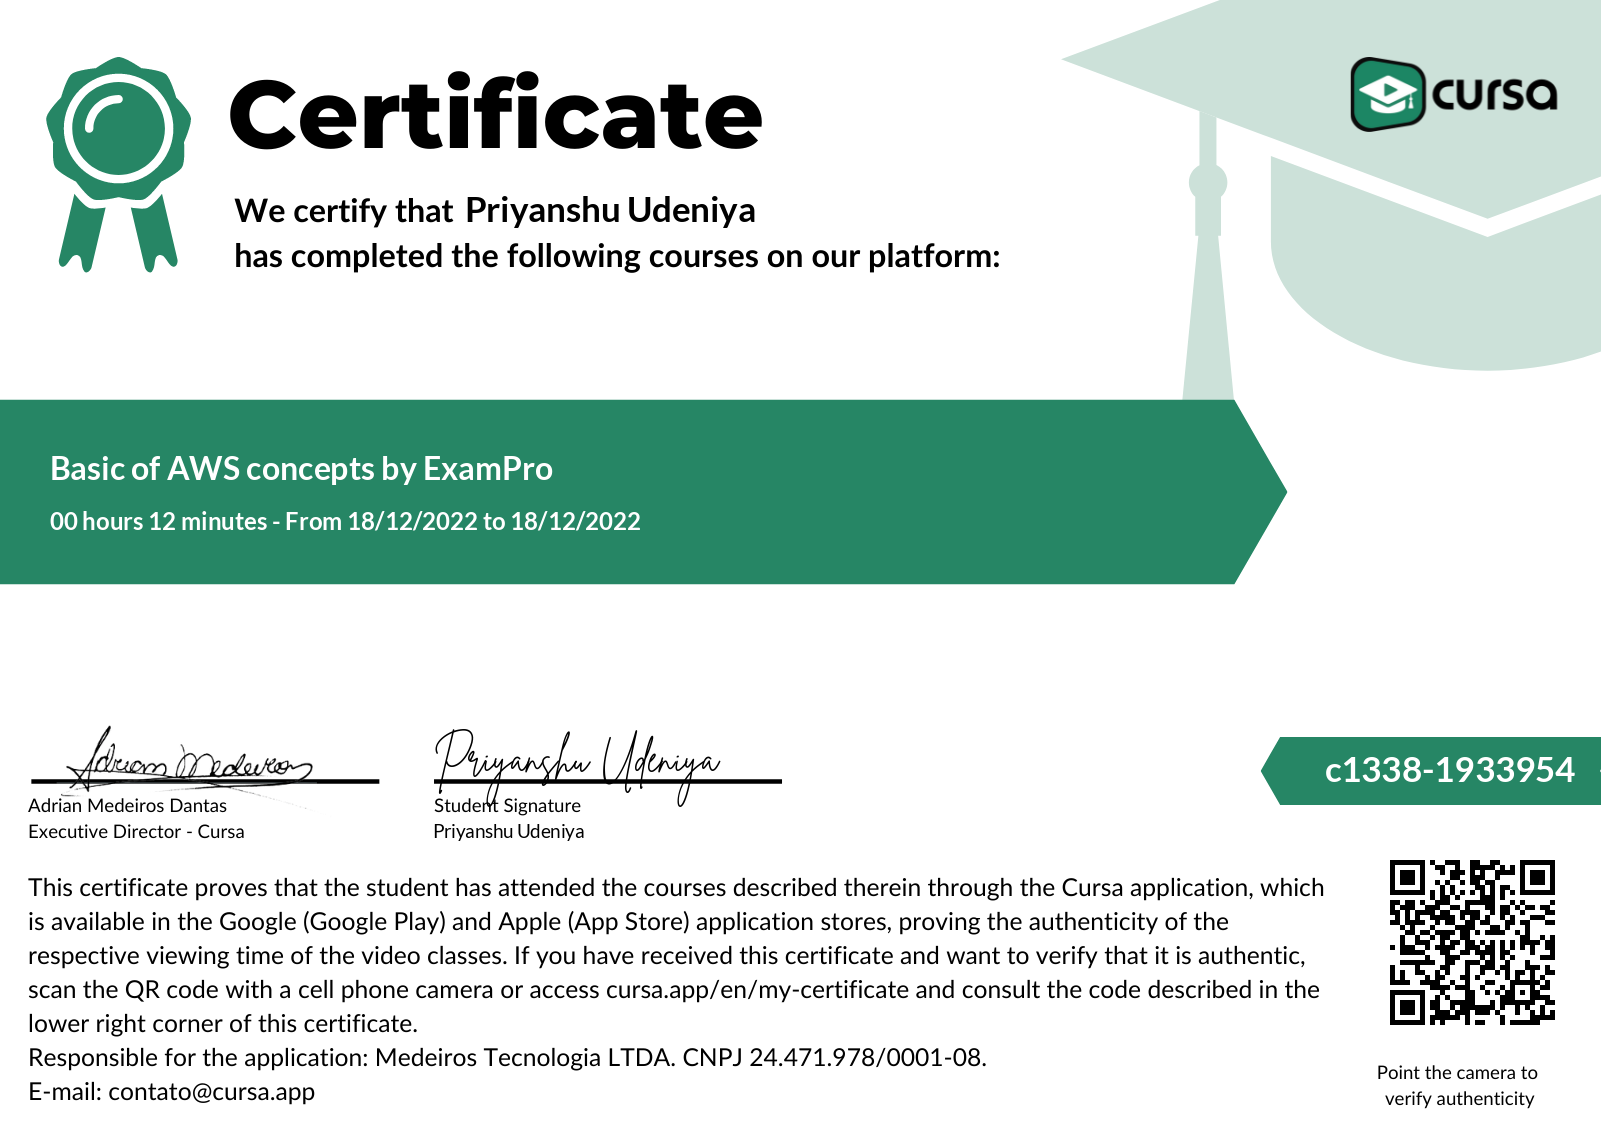 cursa
Certificate
We certify that Priyanshu Udeniya
has completed the following courses on our platform:
Basic of AWS concepts by ExamPro
00 hours 12 minutes - From 18/12/2022 to 18/12/2022
Adrian Medeiros
Priyanshu Udeniya
Adrian Medeiros Dantas
Executive Director - Cursa
Student Signature
Priyanshu Udeniya
c1338-1933954
This certificate proves that the student has attended the courses described therein through the Cursa application, which
is available in the Google (Google Play) and Apple (App Store) application stores, proving the authenticity of the
respective viewing time of the video classes. If you have received this certificate and want to verify that it is authentic,
scan the QR code with a cell phone camera or access cursa.app/en/my-certificate and consult the code described in the
lower right corner of this certificate.
Responsible for the application: Medeiros Tecnologia LTDA. CNPJ 24.471.978/0001-08.
E-mail: contato@cursa.app
Point the camera to
verify authenticity